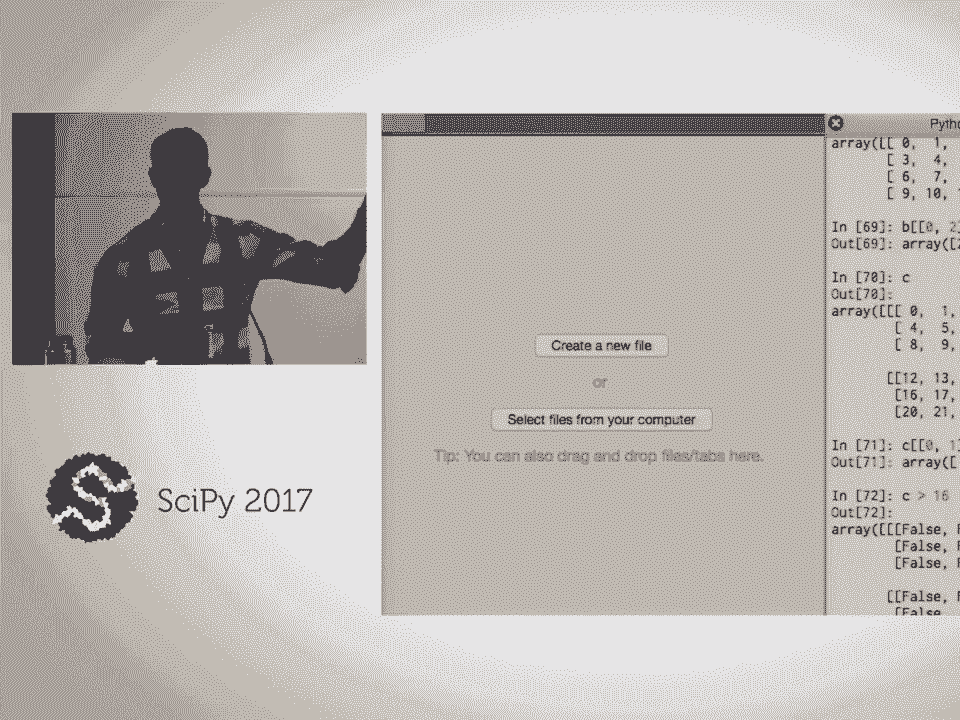 SciPy 2017
Create a new file
or
Select files from your computer
Tip: You can also drag and drop files/tabs here.
array([[ 0, 1,
[ 3, 4,
[ 6, 7,
[ 9, 10,
In [69]: b[[0, 2]
Out[69]: array([2
In [70]: c
Out[70]:
array([[[ 0, 1,
[ 4, 5,
[ 8, 9,
[[12, 13,
[16, 17,
[20, 21,
In [71]: c[[0, 1]
Out[71]: array([
In [72]: c > 16
Out[72]:
array([[[False,
[False,
[False,
[[False,
[False